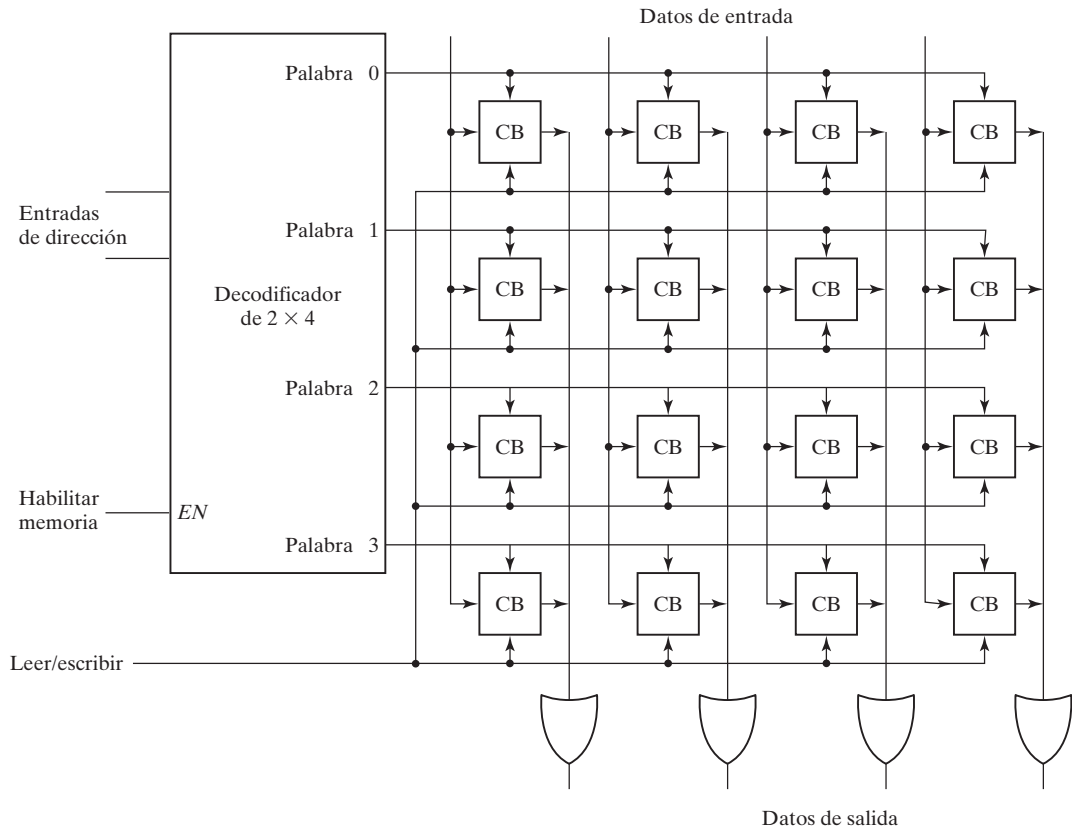 Datos de entrada
Palabra 0
CB CB CB CB
Entradas
de dirección
Palabra 1
CB CB CB CB
Decodificador
de 2 × 4
Palabra 2
CB CB CB CB
Habilitar
memoria
EN
Palabra 3
CB CB CB CB
Leer/escribir
Datos de salida